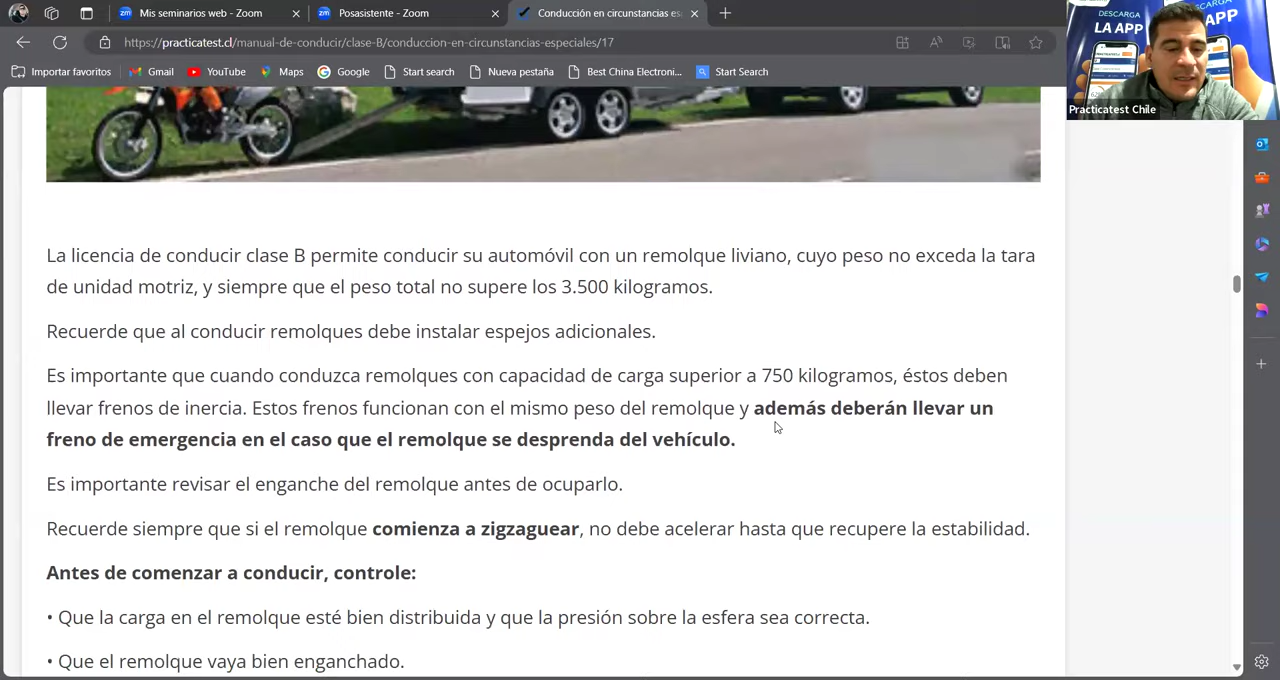 Mis seminarios web - Zoom
Posasistente - Zoom
Conducción en circunstancias es
https://practicatest.cl/manual-de-conducir/clase-B/conduccion-en-circunstancias-especiales/17
Importar favoritos
Gmail
YouTube
Maps
Google
Start search
Nueva pestaña
Best China Electroni...
Start Search
DESCARGA
LA APP
Practicatest Chile
La licencia de conducir clase B permite conducir su automóvil con un remolque liviano, cuyo peso no exceda la tara
de unidad motriz, y siempre que el peso total no supere los 3.500 kilogramos.
Recuerde que al conducir remolques debe instalar espejos adicionales.
Es importante que cuando conduzca remolques con capacidad de carga superior a 750 kilogramos, éstos deben
llevar frenos de inercia. Estos frenos funcionan con el mismo peso del remolque y además deberán llevar un
freno de emergencia en el caso que el remolque se desprenda del vehículo.
Es importante revisar el enganche del remolque antes de ocuparlo.
Recuerde siempre que si el remolque comienza a zigzaguear, no debe acelerar hasta que recupere la estabilidad.
Antes de comenzar a conducir, controle:
• Que la carga en el remolque esté bien distribuida y que la presión sobre la esfera sea correcta.
• Que el remolque vaya bien enganchado.